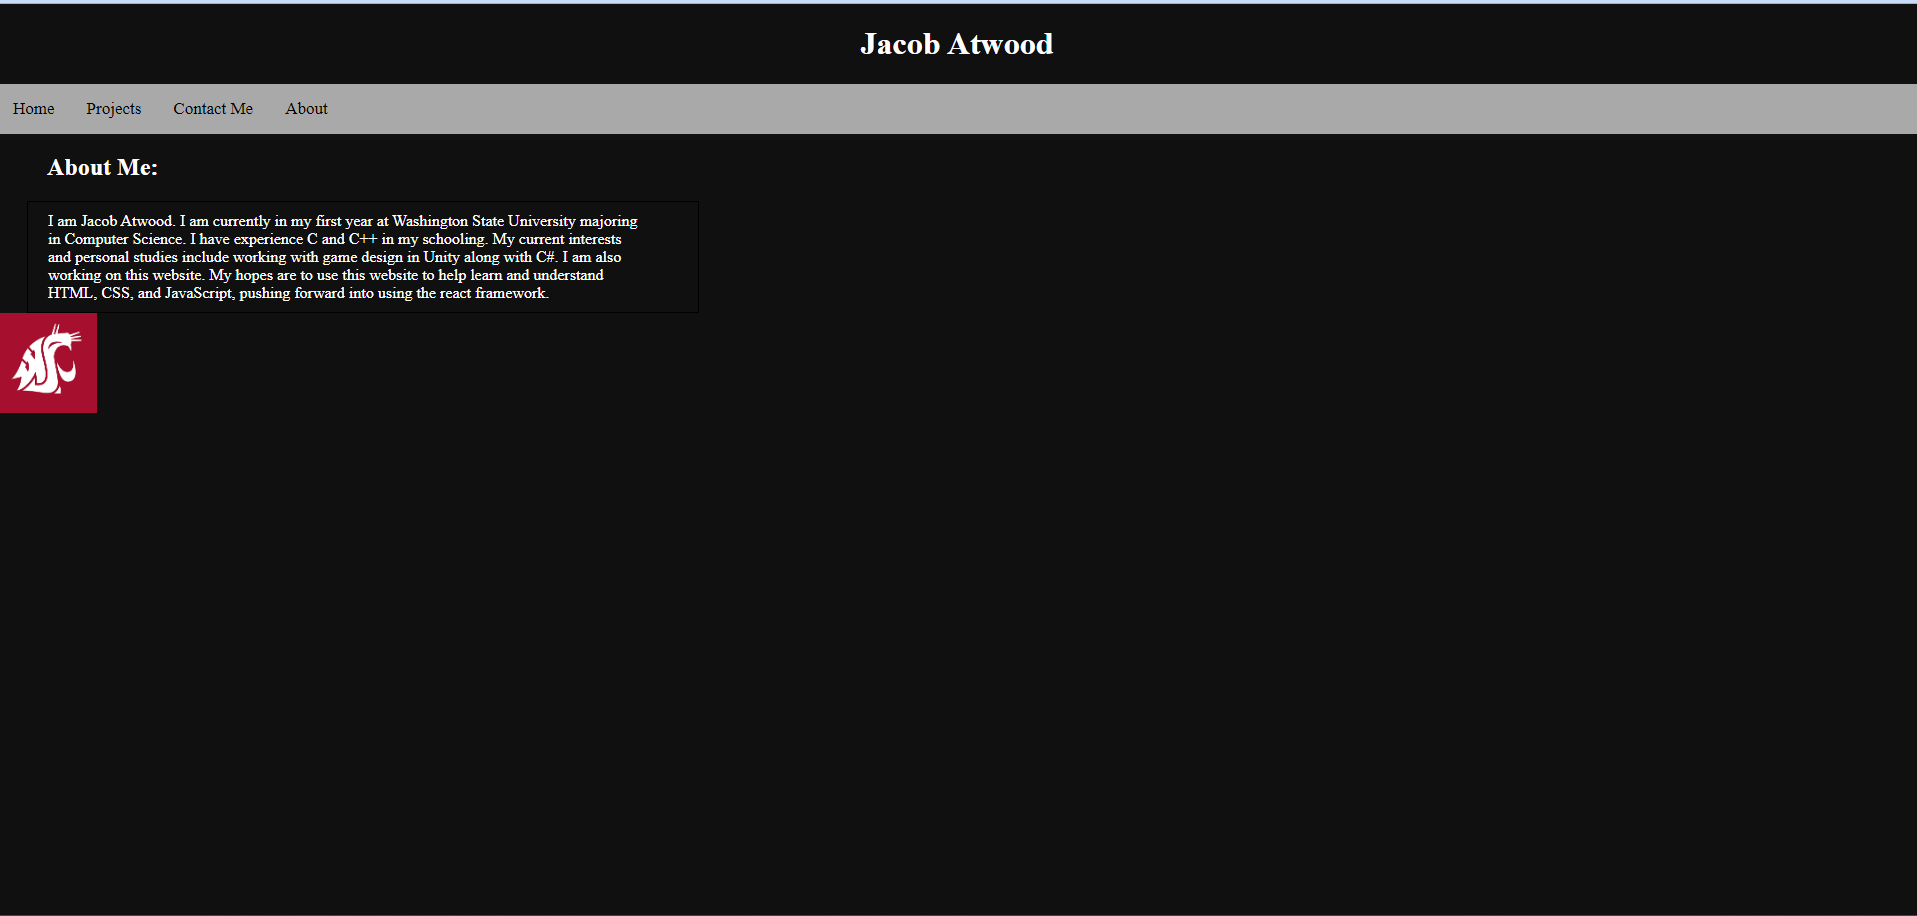 Jacob Atwood
Home Projects Contact Me About
About Me:
I am Jacob Atwood. I am currently in my first year at Washington State University majoring
in Computer Science. I have experience C and C++ in my schooling. My current interests
and personal studies include working with game design in Unity along with C#. I am also
working on this website. My hopes are to use this website to help learn and understand
HTML, CSS, and JavaScript, pushing forward into using the react framework.
WSC